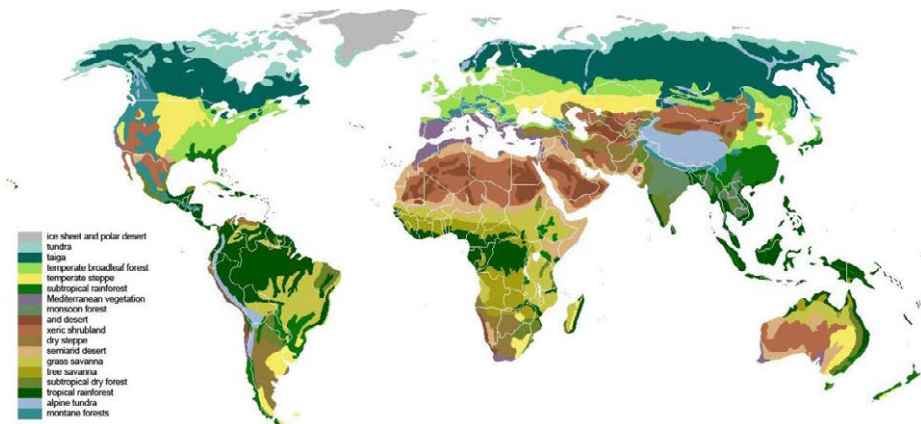 ice sheet and polar desert
tundra
taiga
temperate broadleaf forest
temperate steppe
subtropical rainforest
Mediterranean vegetation
monsoon forest
arid desert
xeric shrubland
dry steppe
semiarid desert
grass savanna
tree savanna
subtropical dry forest
tropical rainforest
alpine tundra
montane forests